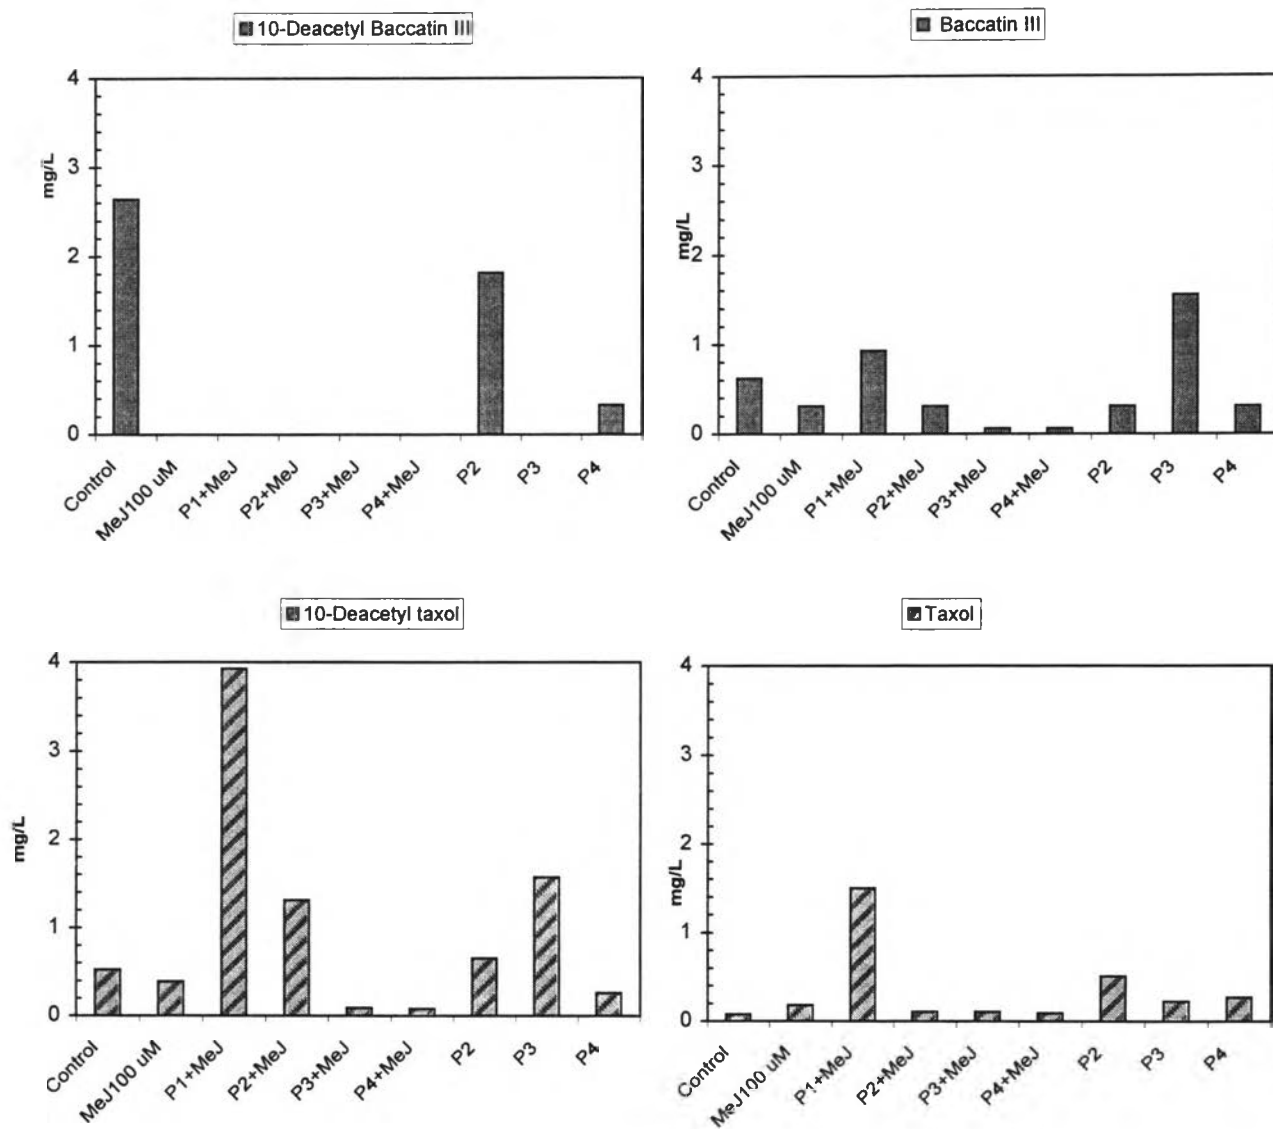 10-Deacetyl Baccatin III
4
3
2
1
0
mg/L
Control
MeJ100 uM
P1+MeJ
P2+MeJ
P3+MeJ
P4+MeJ
P2
P3
P4
Baccatin III
4
3
2
1
0
mg/L
Control
MeJ100 uM
P1+MeJ
P2+MeJ
P3+MeJ
P4+MeJ
P2
P3
P4
10-Deacetyl taxol
4
3
2
1
0
mg/L
Control
MeJ100 uM
P1+MeJ
P2+MeJ
P3+MeJ
P4+MeJ
P2
P3
P4
Taxol
4
3
2
1
0
mg/L
Control
MeJ100 uM
P1+MeJ
P2+MeJ
P3+MeJ
P4+MeJ
P2
P3
P4